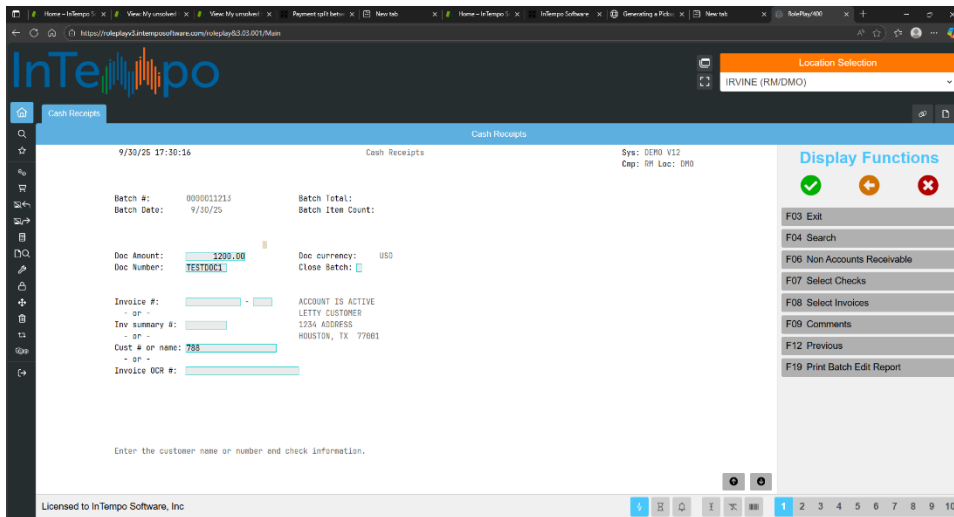 Home – InTempo S
View: My unsolved
View: My unsolved
Payment split betw
New tab
Home – InTempo S
InTempo Software
Generating a Picke
New tab
RolePlay/400
https://roleplayv3.intemposoftware.com/roleplay83.03.001/Main
InTempo
Location Selection
IRVINE (RM/DMO)
Cash Receipts
Cash Receipts
9/30/25 17:30:16 Cash Receipts Sys: DEMO V12
Cmp: RM Loc: DMO
Display Functions
Batch #: 0000011213 Batch Total:
Batch Date: 9/30/25 Batch Item Count:
Doc Amount: 1200.00 Doc currency: USD
Doc Number: TESTDOC1 Close Batch:
Invoice #: - ACCOUNT IS ACTIVE
- or - LETTY CUSTOMER
Inv summary #: 1234 ADDRESS
- or - HOUSTON, TX 77001
Cust # or name: 788
- or -
Invoice OCR #:
Enter the customer name or number and check information.
F03 Exit
F04 Search
F06 Non Accounts Receivable
F07 Select Checks
F08 Select Invoices
F09 Comments
F12 Previous
F19 Print Batch Edit Report
Licensed to InTempo Software, Inc
1 2 3 4 5 6 7 8 9 10